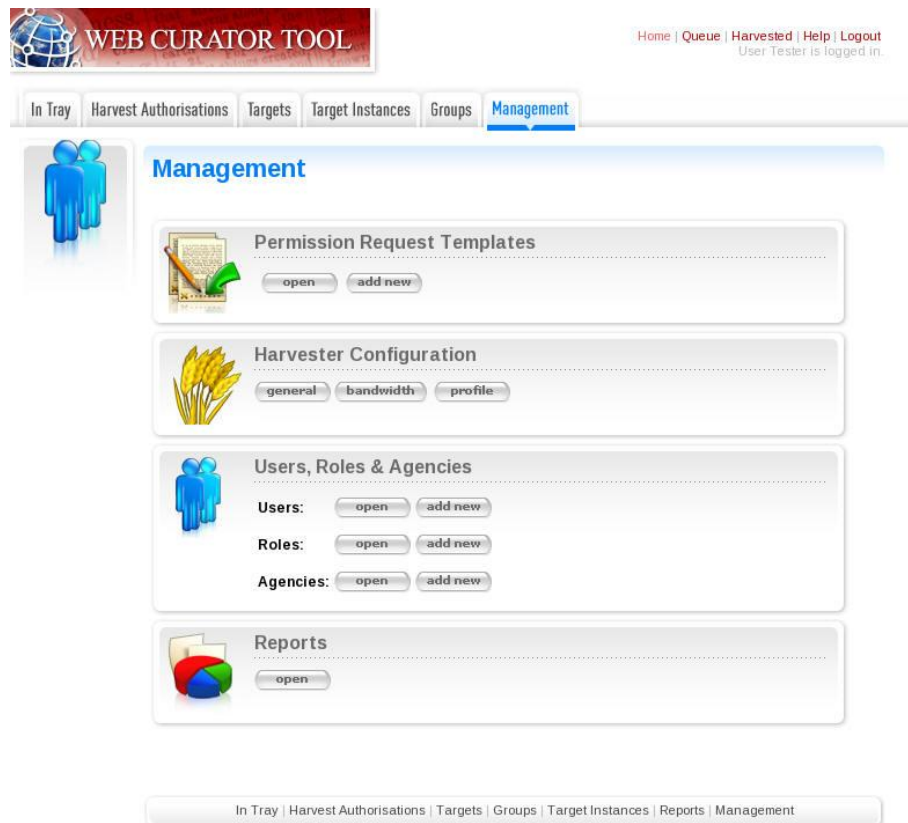 WEB CURATOR TOOL
Home | Queue | Harvested | Help | Logout
User Tester is logged in.
In Tray Harvest Authorisations Targets Target Instances Groups Management
Management
Permission Request Templates
open add new
Harvester Configuration
general bandwidth profile
Users, Roles & Agencies
Users: open add new
Roles: open add new
Agencies: open add new
Reports
open
In Tray | Harvest Authorisations | Targets | Groups | Target Instances | Reports | Management